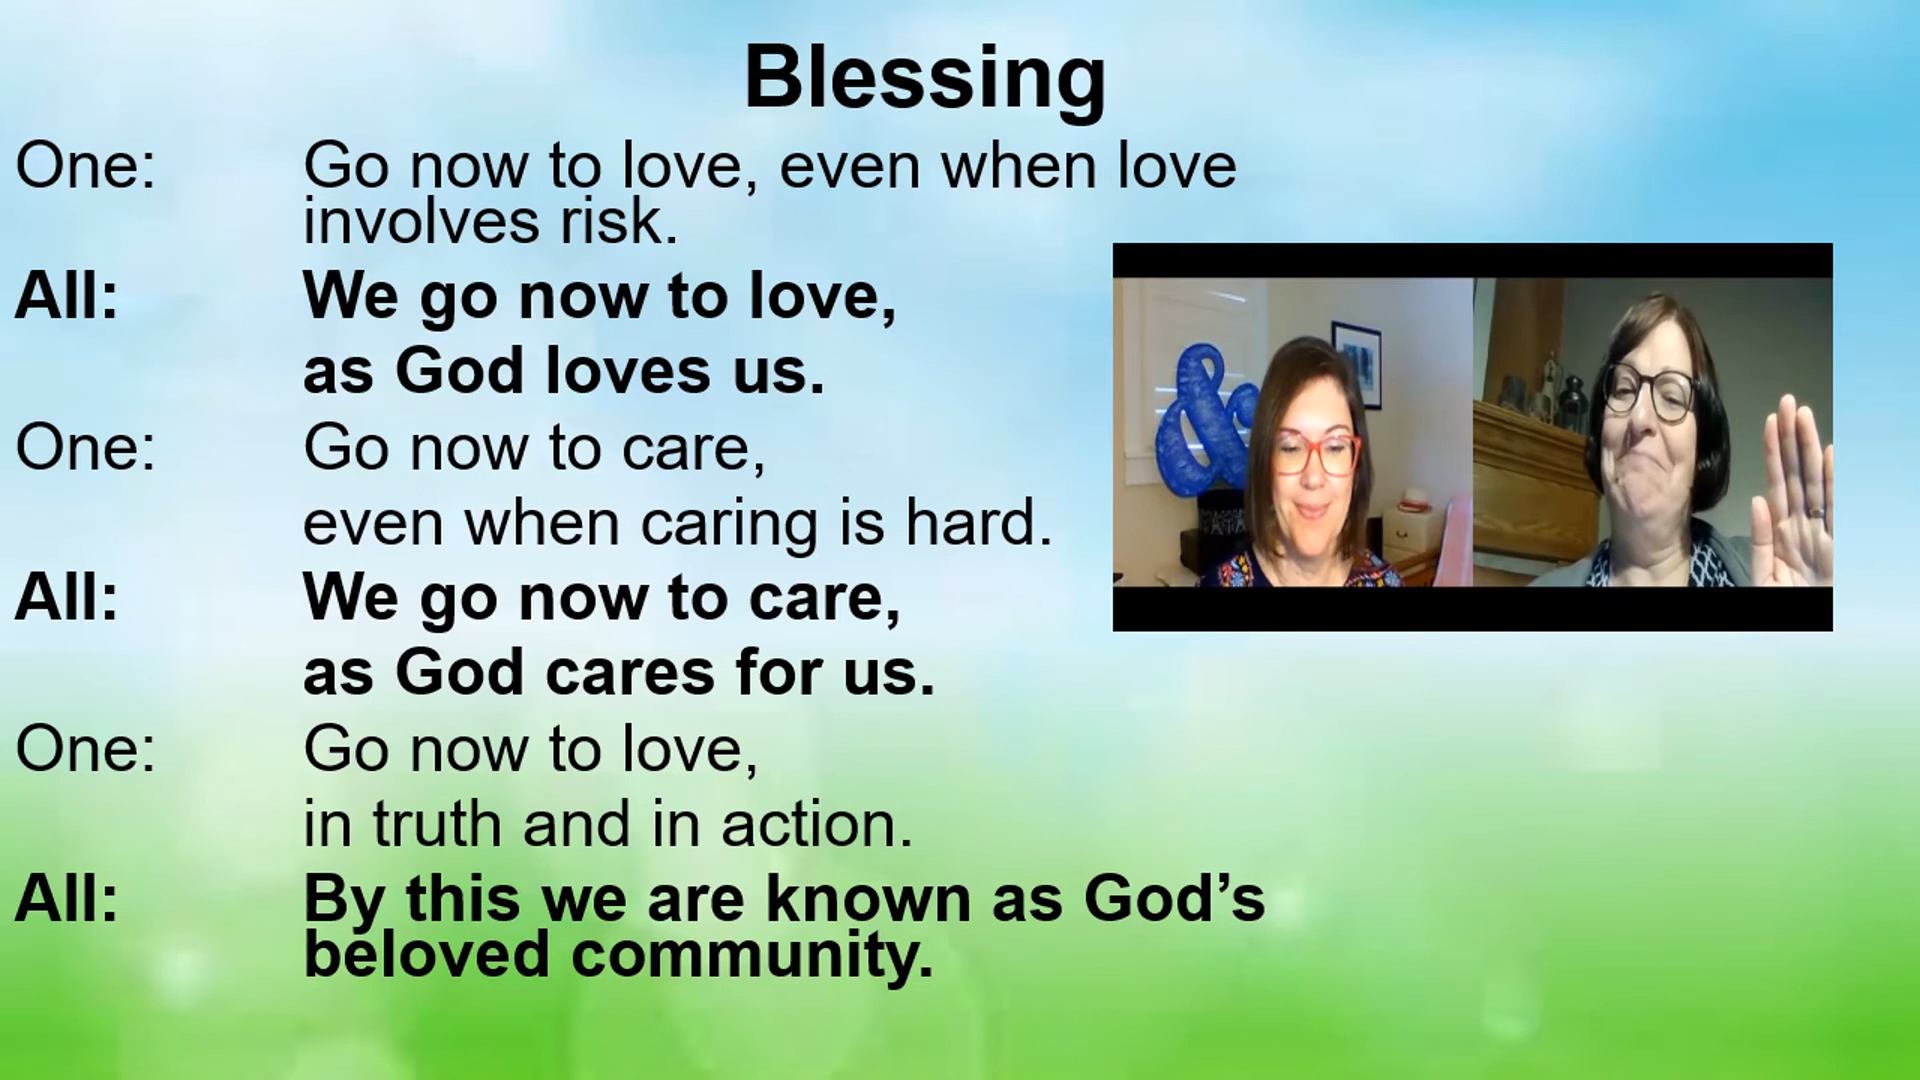 Blessing
One: Go now to love, even when love
involves risk.
All: We go now to love,
as God loves us.
One: Go now to care,
even when caring is hard.
All: We go now to care,
as God cares for us.
One: Go now to love,
in truth and in action.
All: By this we are known as God’s
beloved community.